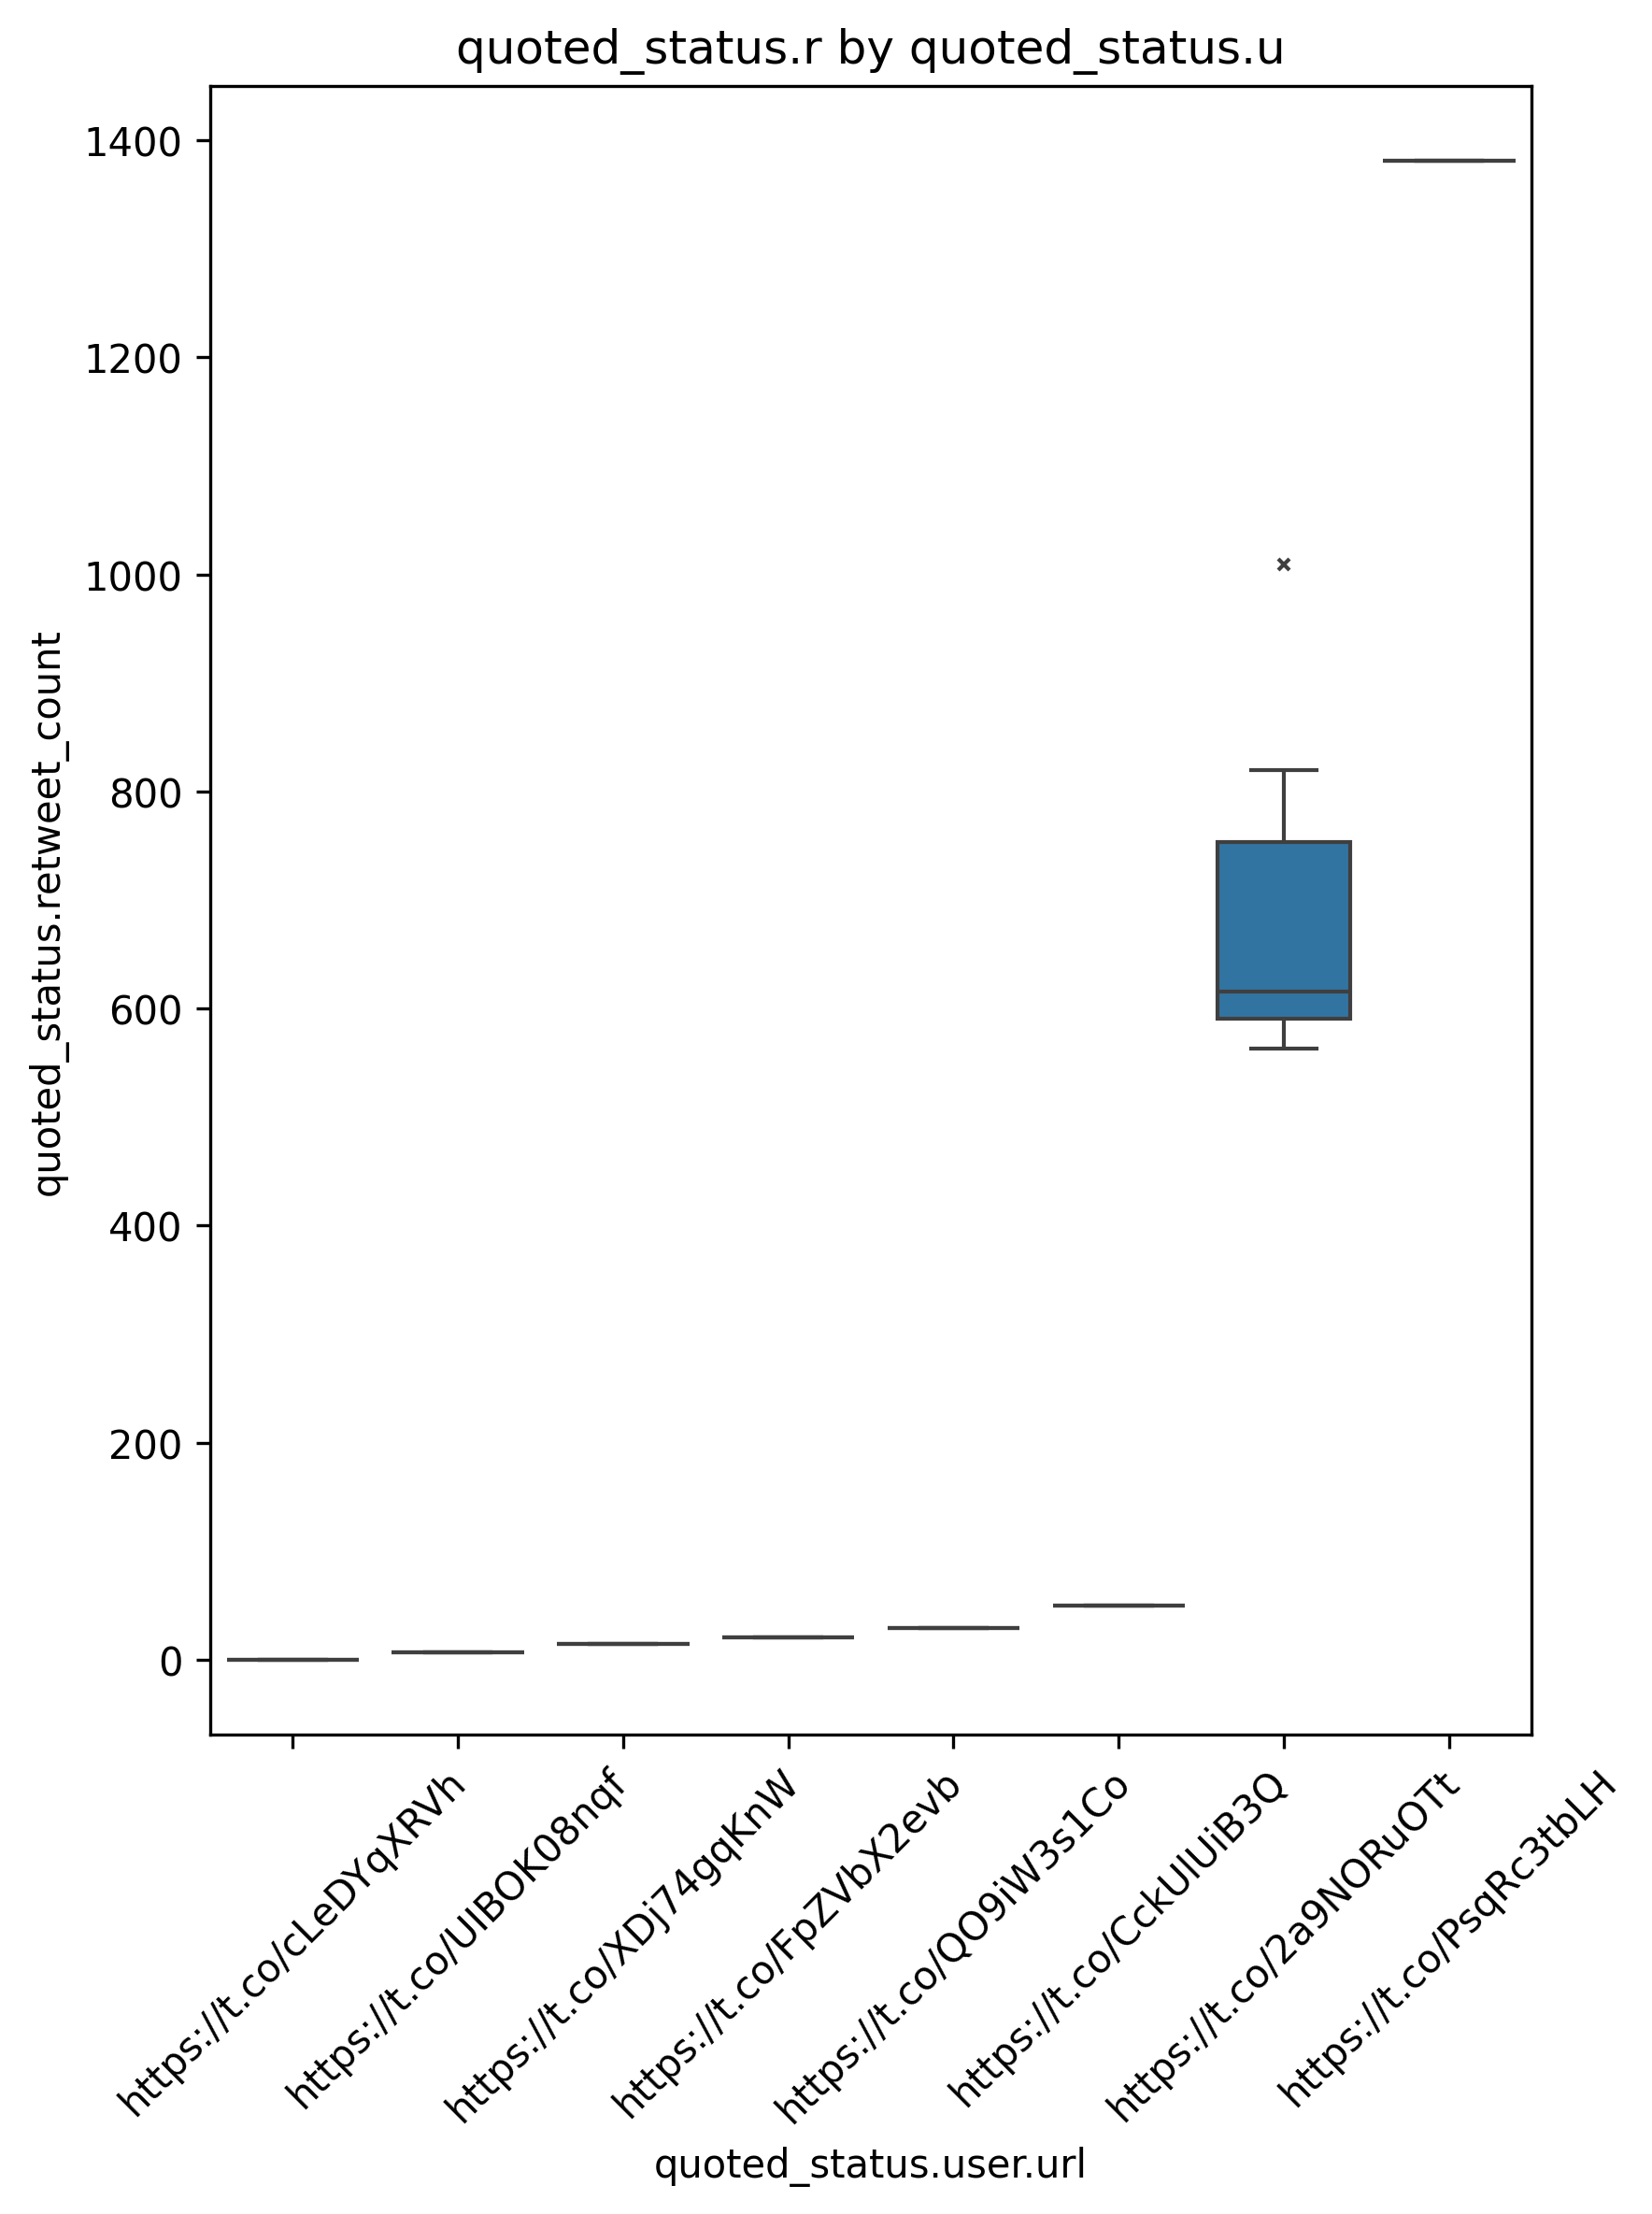 quoted_status.r by quoted_status.u
1400
1200
1000
800
600
400
200
0
quoted_status.retweet_count
https://t.co/cLeDYqXRVh
https://t.co/UlBOK08nqf
https://t.co/XDj74gqKnW
https://t.co/FpZVbX2evb
https://t.co/QO9iW3s1Co
https://t.co/CckUlUiB3Q
https://t.co/2a9NORuOTt
https://t.co/PsqRc3tbLH
quoted_status.user.url